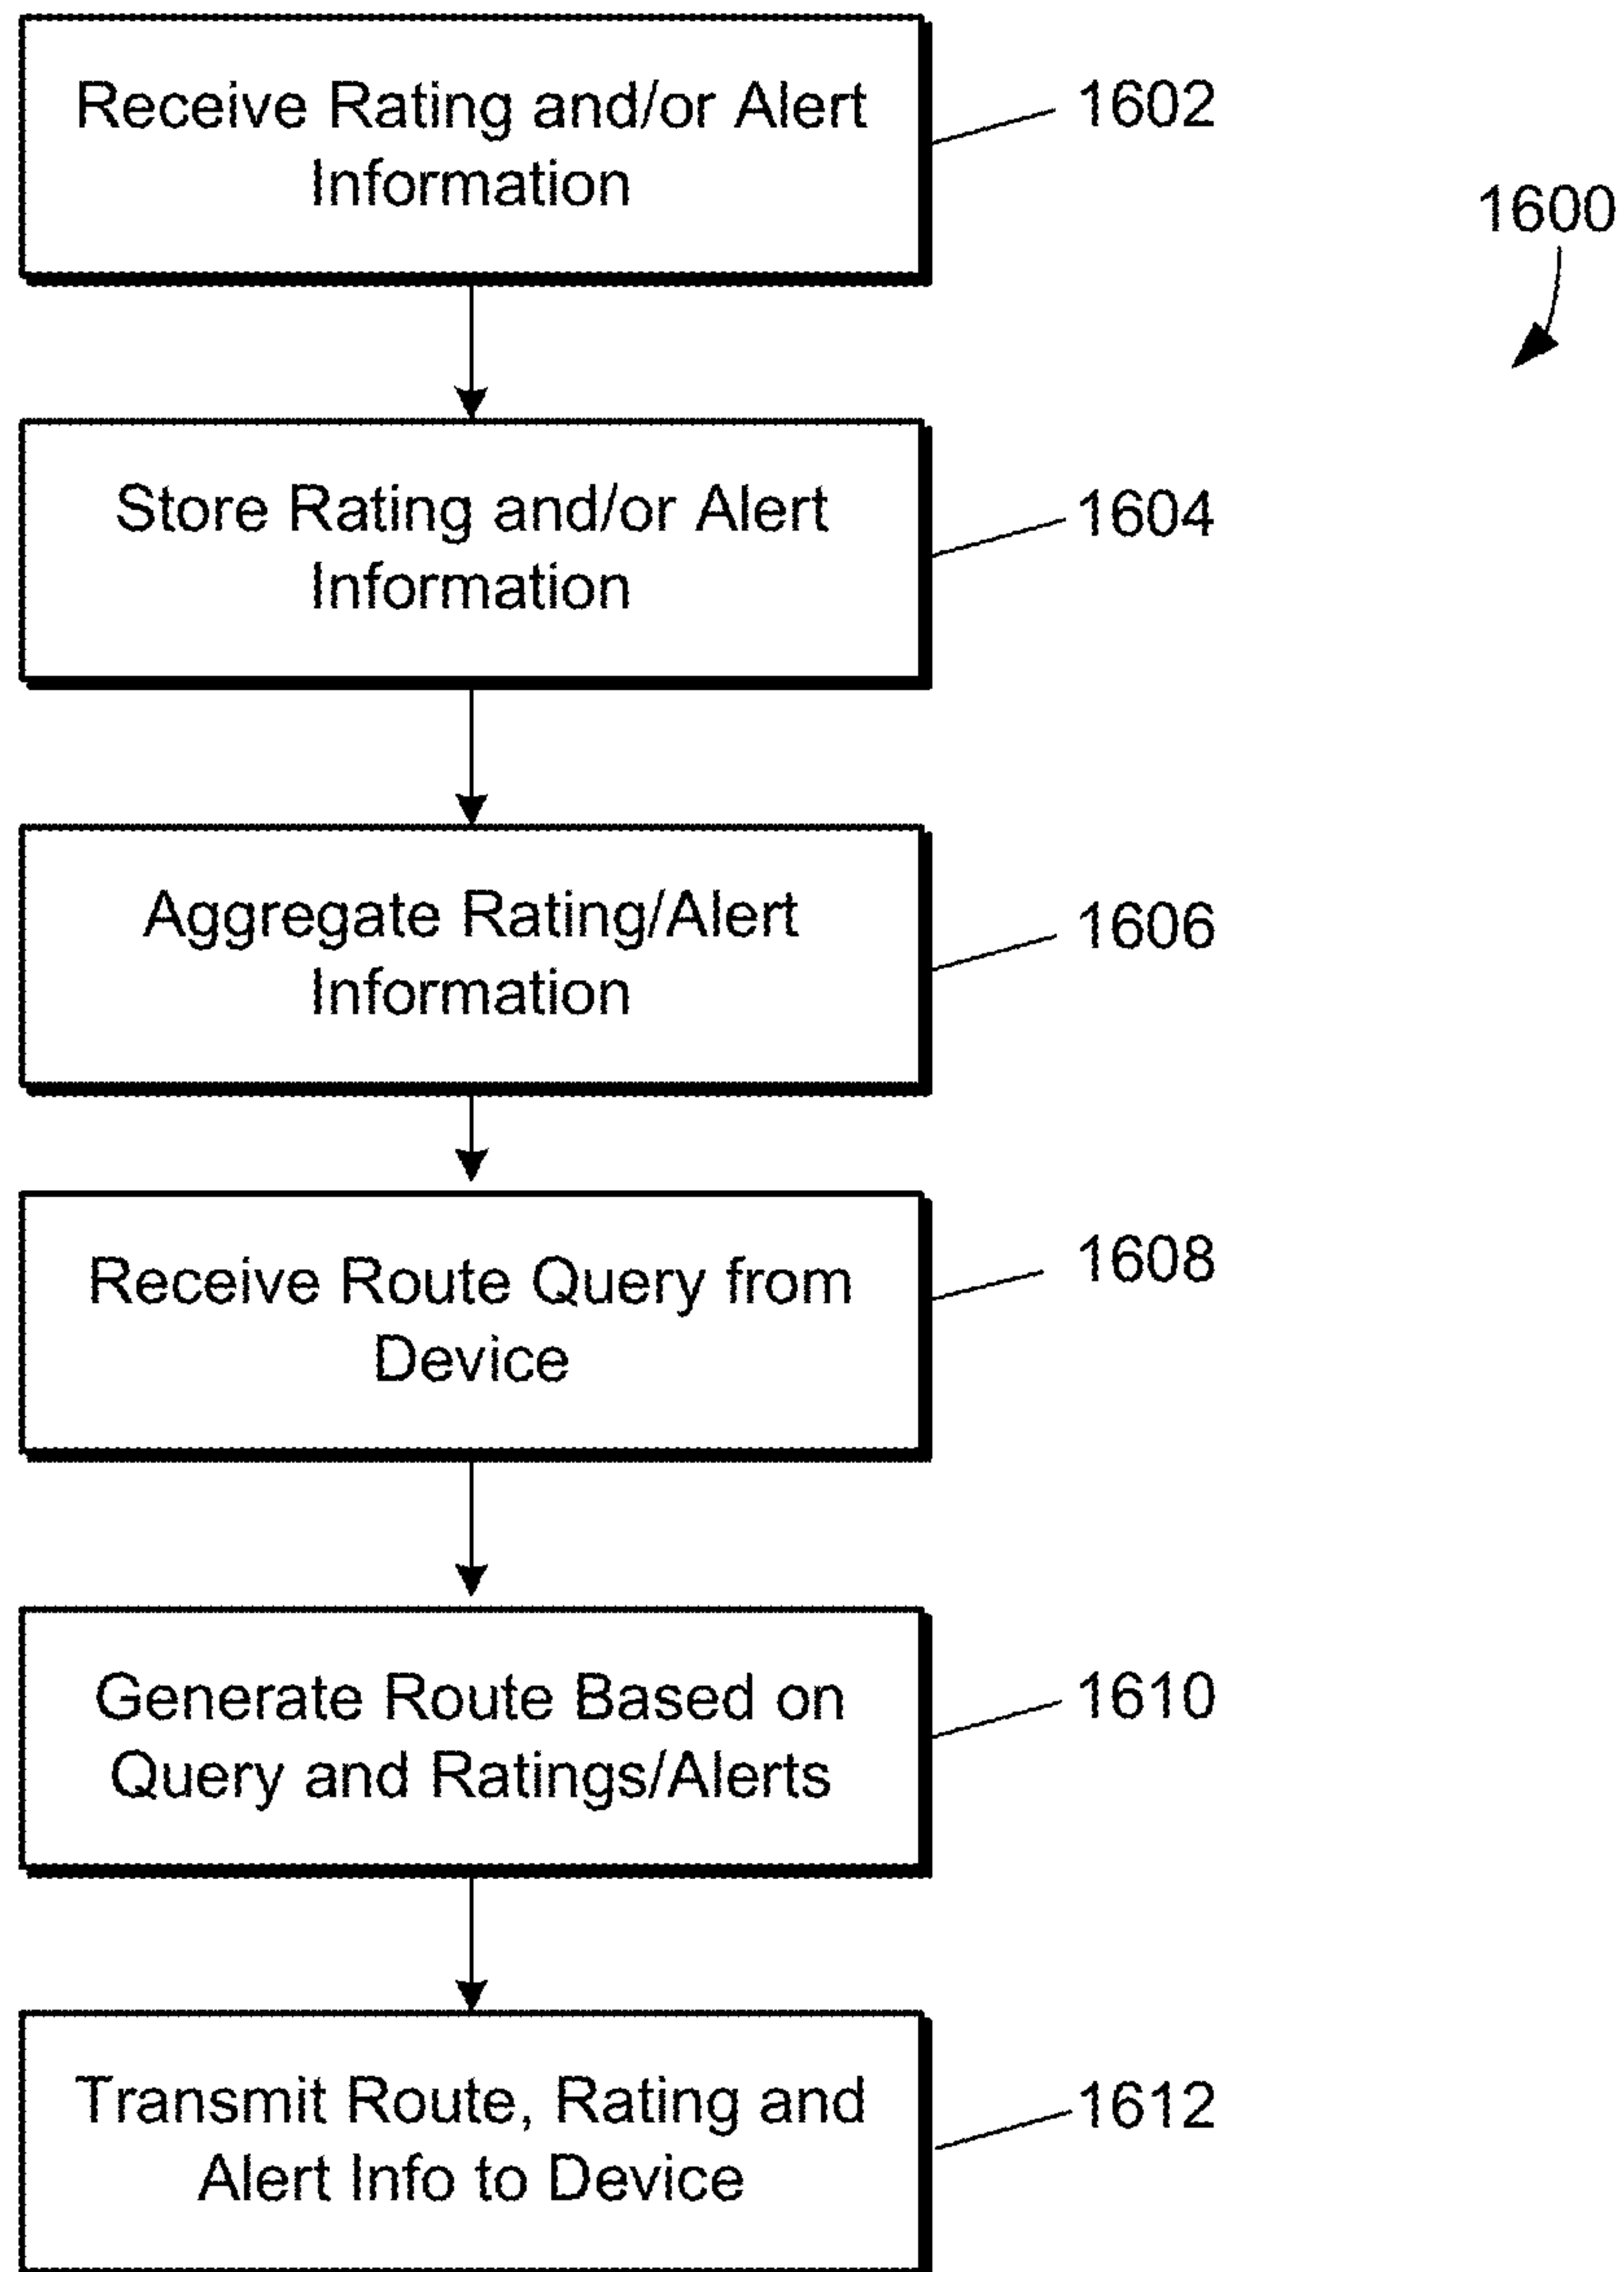 Receive Rating and/or Alert
Information
1602
1600
Store Rating and/or Alert
Information
1604
Aggregate Rating/Alert
Information
1606
Receive Route Query from
Device
1608
Generate Route Based on
Query and Ratings/Alerts
1610
Transmit Route, Rating and
Alert Info to Device
1612